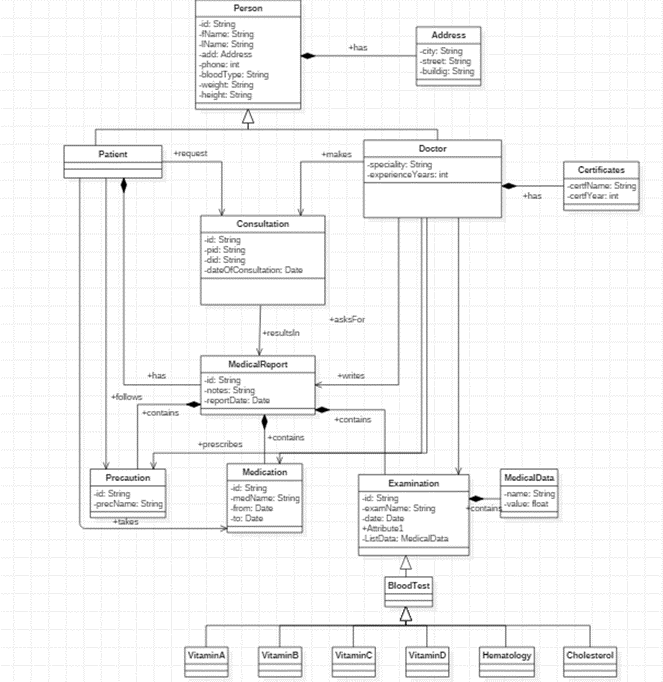 Person
-id: String
-fName: String
-lName: String
-add: Address
-phone: int
-bloodType: String
-weight: String
-height: String
+has
Address
-city: String
-street: String
-buildig: String
Patient
+request
+makes
Doctor
-speciality: String
-experienceYears: int
+has
Certificates
-certfName: String
-certfYear: int
Consultation
-id: String
-pid: String
-did: String
-dateOfConsultation: Date
+resultsIn
+asksFor
MedicalReport
-id: String
-notes: String
-reportDate: Date
+has
+writes
+follows
+contains
+contains
+contains
+prescribes
Precaution
-id: String
-precName: String
+takes
Medication
-id: String
-medName: String
-from: Date
-to: Date
Examination
-id: String
-examName: String
-date: Date
+Attribute1
-ListData: MedicalData
+contains
MedicalData
-name: String
-value: float
BloodTest
VitaminA
VitaminB
VitaminC
VitaminD
Hematology
Cholesterol